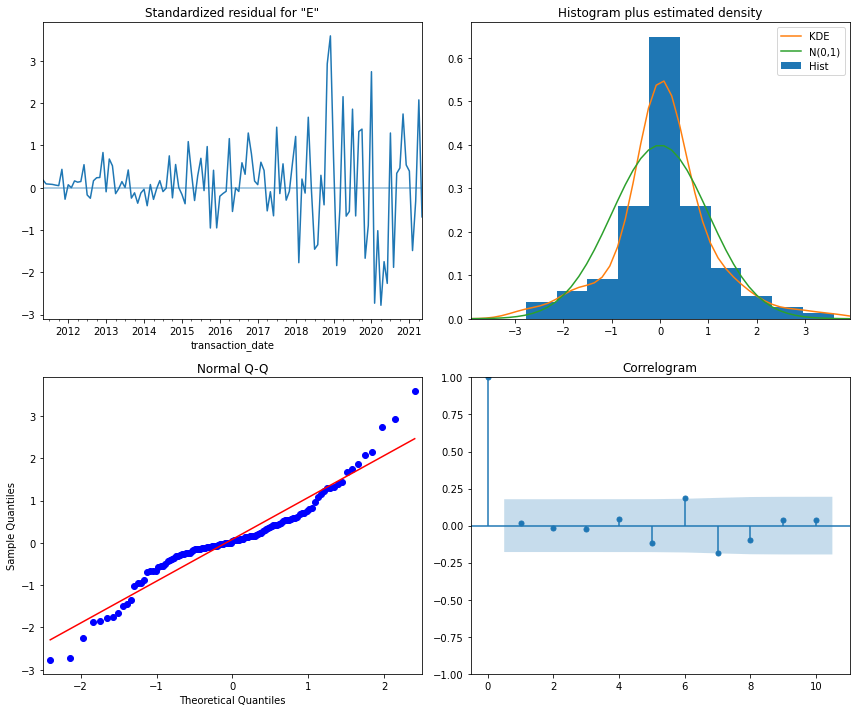 Standardized residual for "E"
3
2
1
0
−1
−2
−3
2012 2013 2014 2015 2016 2017 2018 2019 2020 2021
transaction_date
Histogram plus estimated density
KDE
N(0,1)
Hist
0.6
0.5
0.4
0.3
0.2
0.1
0.0
−3 −2 −1 0 1 2 3
Normal Q-Q
Sample Quantiles
3
2
1
0
−1
−2
−3
−2 −1 0 1 2
Theoretical Quantiles
Correlogram
1.00
0.75
0.50
0.25
0.00
−0.25
−0.50
−0.75
−1.00
0 2 4 6 8 10